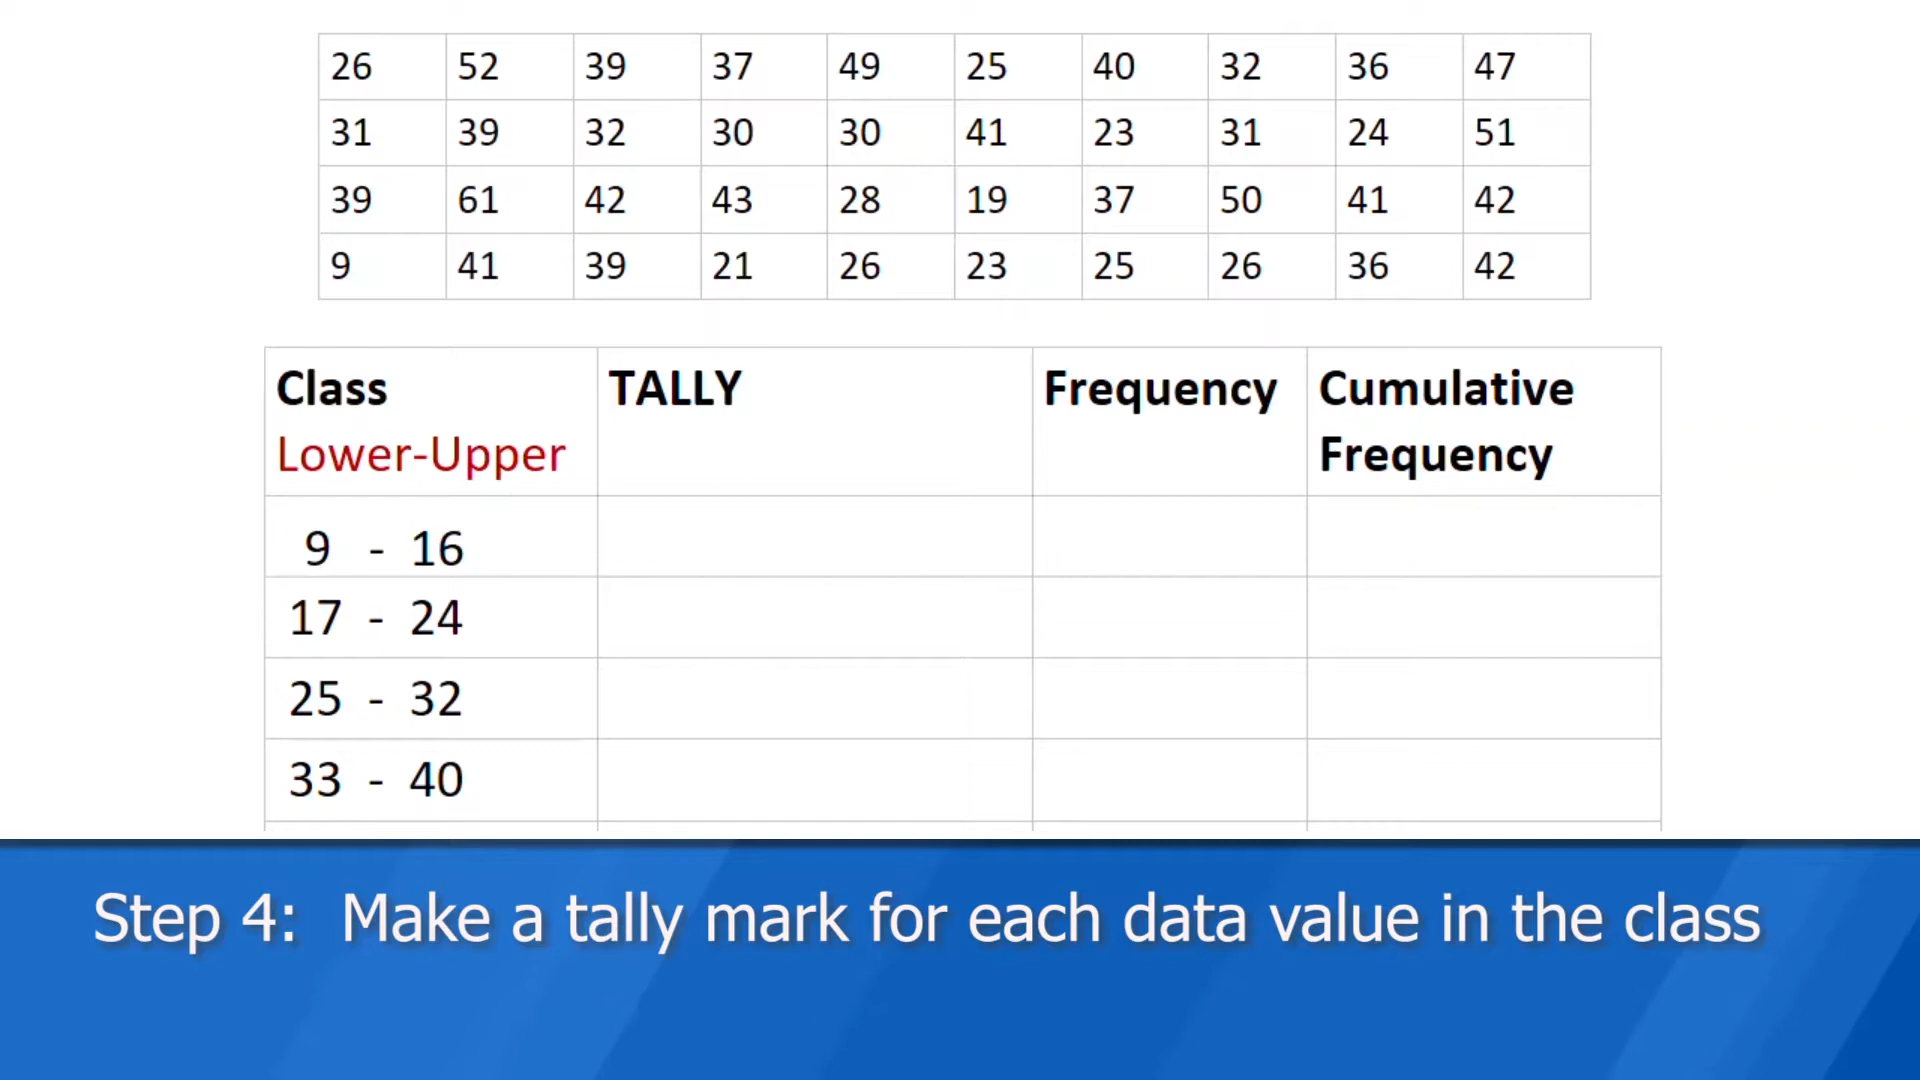 26 52 39 37 49 25 40 32 36 47
31 39 32 30 30 41 23 31 24 51
39 61 42 43 28 19 37 50 41 42
9 41 39 21 26 23 25 26 36 42
Class TALLY Frequency Cumulative
Lower-Upper Frequency
9 - 16
17 - 24
25 - 32
33 - 40
Step 4: Make a tally mark for each data value in the class